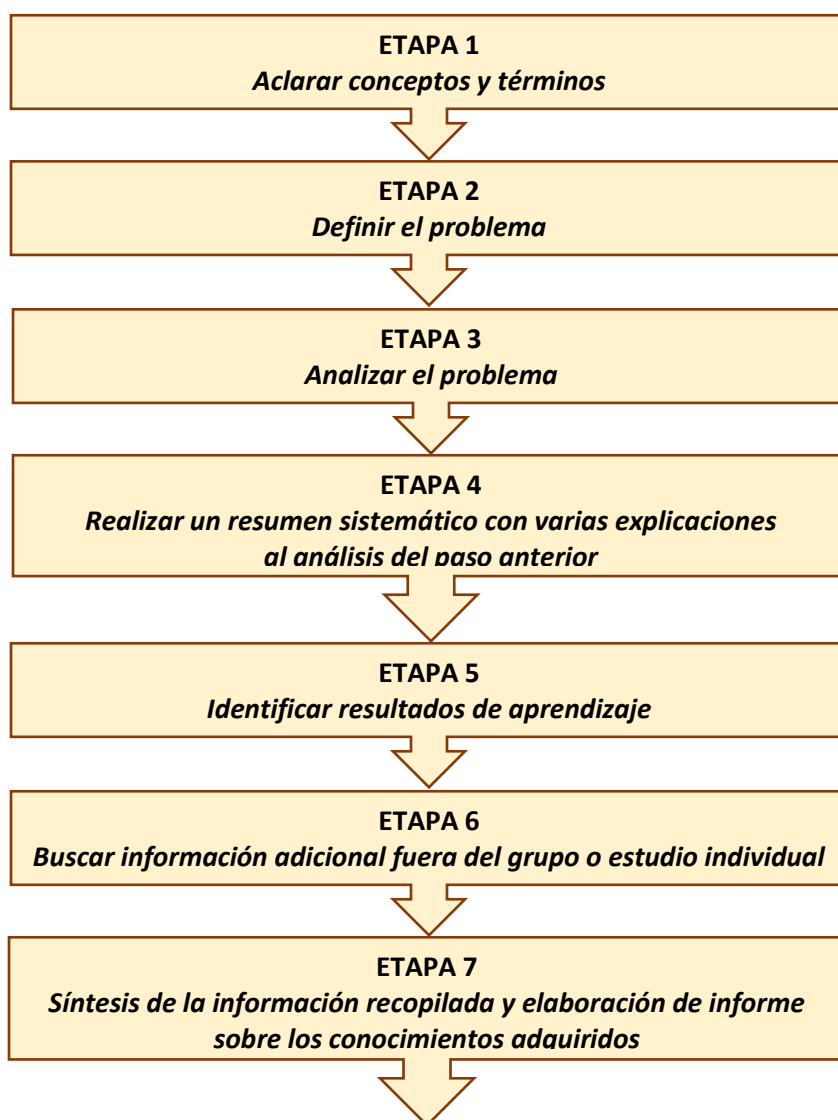 ETAPA 1
Aclarar conceptos y términos
ETAPA 2
Definir el problema
ETAPA 3
Analizar el problema
ETAPA 4
Realizar un resumen sistemático con varias explicaciones
al análisis del paso anterior
ETAPA 5
Identificar resultados de aprendizaje
ETAPA 6
Buscar información adicional fuera del grupo o estudio individual
ETAPA 7
Síntesis de la información recopilada y elaboración de informe
sobre los conocimientos adquiridos